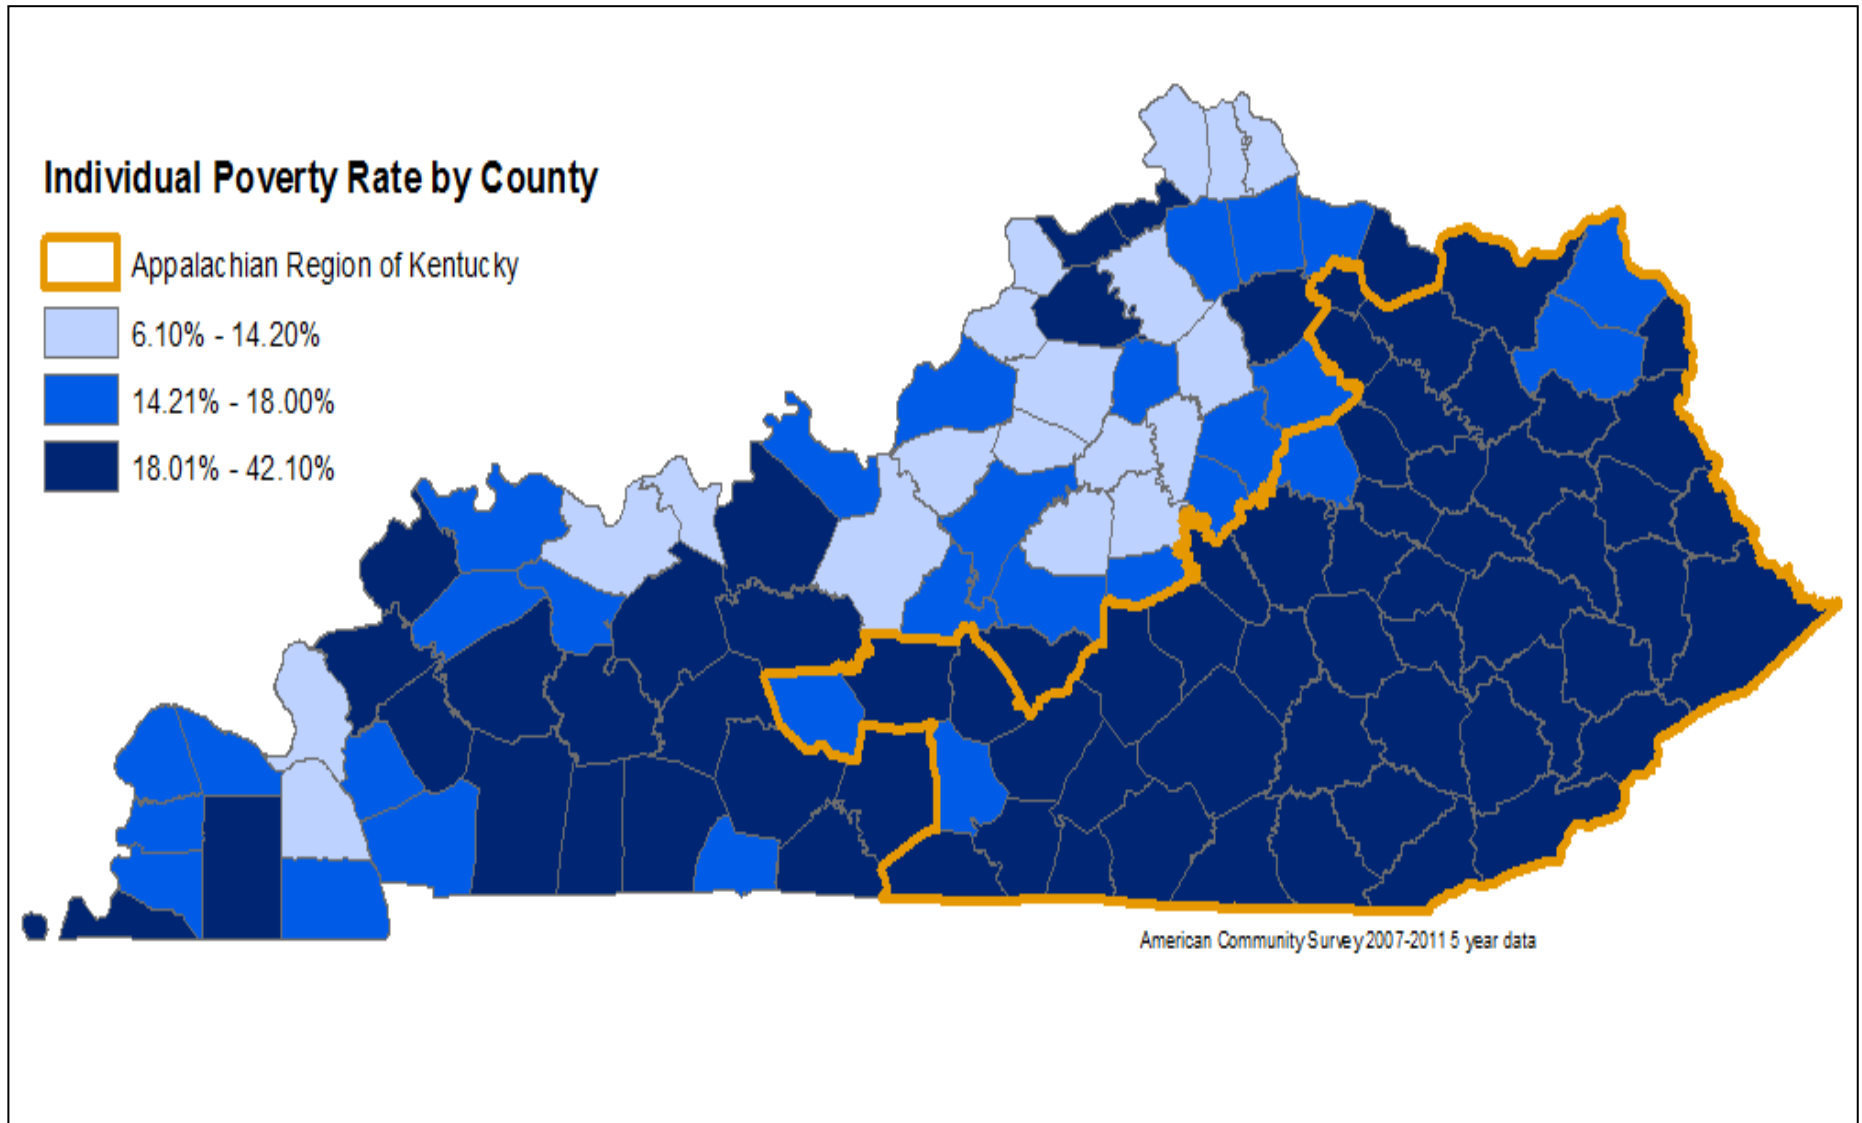 Individual Poverty Rate by County
Appalachian Region of Kentucky
6.10% - 14.20%
14.21% - 18.00%
18.01% - 42.10%
American Community Survey 2007-2011 5 year data